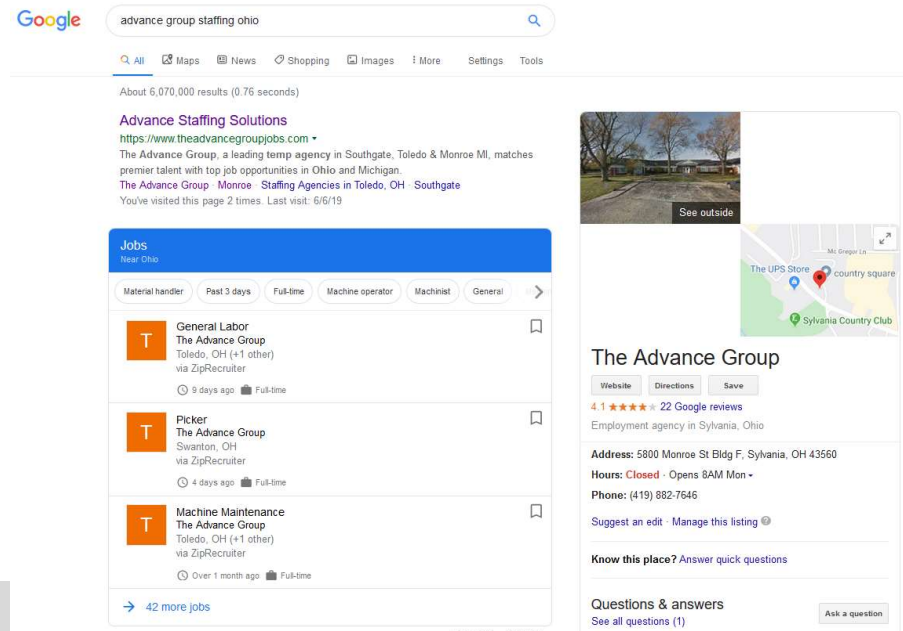 Google
advance group staffing ohio
All Maps News Shopping Images More Settings Tools
About 6,070,000 results (0.76 seconds)
Advance Staffing Solutions
https://www.theadvancegroupjobs.com
The Advance Group, a leading temp agency in Southgate, Toledo & Monroe MI, matches
premier talent with top job opportunities in Ohio and Michigan.
The Advance Group · Monroe · Staffing Agencies in Toledo, OH · Southgate
You've visited this page 2 times. Last visit: 6/6/19
Jobs
Near Ohio
Material handler Past 3 days Full-time Machine operator Machinist General
T
General Labor
The Advance Group
Toledo, OH (+1 other)
via ZipRecruiter
9 days ago Full-time
T
Picker
The Advance Group
Swanton, OH
via ZipRecruiter
4 days ago Full-time
T
Machine Maintenance
The Advance Group
Toledo, OH (+1 other)
via ZipRecruiter
Over 1 month ago Full-time
42 more jobs
See outside
Mc Gregor Ln
The UPS Store
country square
Sylvania Country Club
The Advance Group
Website Directions Save
4.1 22 Google reviews
Employment agency in Sylvania, Ohio
Address: 5800 Monroe St Bldg F, Sylvania, OH 43560
Hours: Closed · Opens 8AM Mon
Phone: (419) 882-7646
Suggest an edit · Manage this listing
Know this place? Answer quick questions
Questions & answers
See all questions (1)
Ask a question